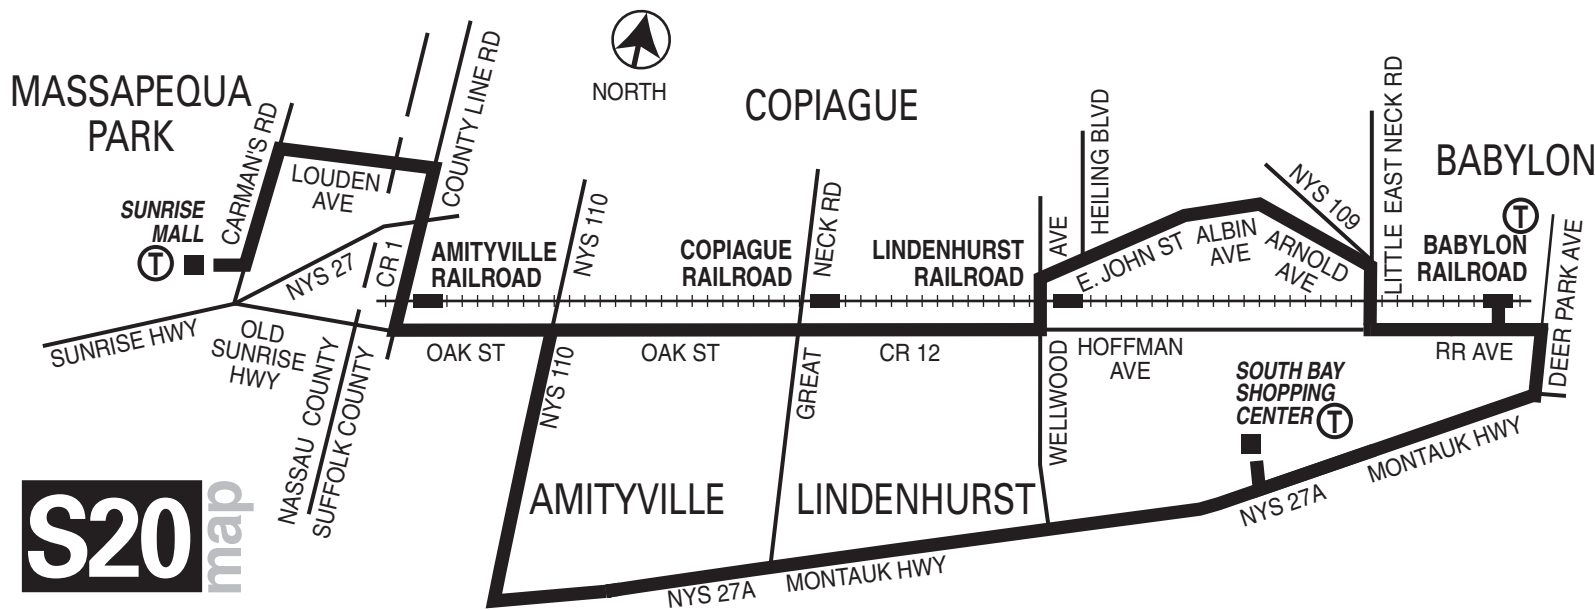 MASSAPEQUA
PARK
CARMAN'S RD
LOUDEN
AVE
COUNTY LINE RD
NORTH
COPIAGUE
BABYLON
T
SUNRISE
MALL
T
NYS 27
CR 1
AMITYVILLE
RAILROAD
NYS 110
COPIAGUE
RAILROAD
NECK RD
LINDENHURST
RAILROAD
AVE
HEILING BLVD
E. JOHN ST
ALBIN
AVE
ARNOLD
AVE
NYS 109
LITTLE EAST NECK RD
BABYLON
RAILROAD
DEER PARK AVE
SUNRISE HWY
OLD
SUNRISE
HWY
NASSAU COUNTY
SUFFOLK COUNTY
OAK ST
NYS 110
OAK ST
GREAT
CR 12
WELLWOOD
HOFFMAN
AVE
RR AVE
SOUTH BAY
SHOPPING
CENTER
T
MONTAUK HWY
NYS 27A
AMITYVILLE
LINDENHURST
NYS 27A
MONTAUK HWY
S20
map